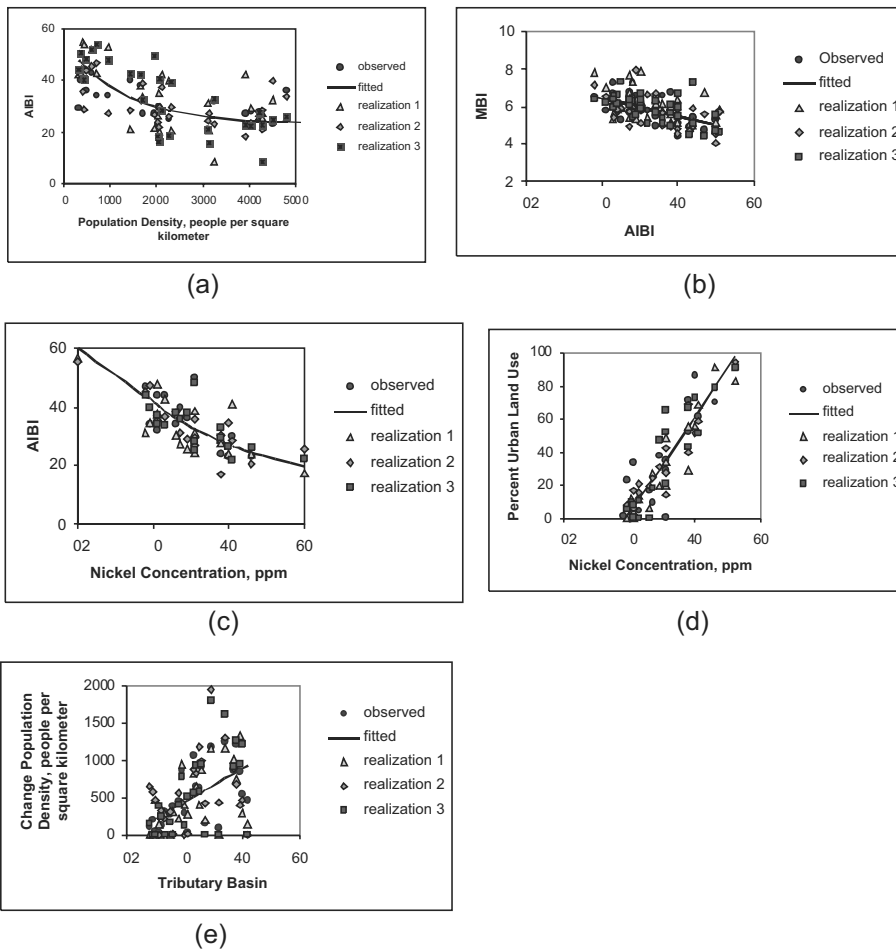 60
40
20
0
AIBI
0 1000 2000 3000 4000 5000
Population Density, people per square
kilometer
observed
fitted
realization 1
realization 2
realization 3
(a)
10
8
6
4
2
MBI
02 0 40 60
AIBI
Observed
fitted
realization 1
realization 2
realization 3
(b)
60
40
20
0
AIBI
02 0 40 60
Nickel Concentration, ppm
observed
fitted
realization 1
realization 2
realization 3
(c)
100
80
60
40
20
0
Percent Urban Land Use
02 0 40 60
Nickel Concentration, ppm
observed
fitted
realization 1
realization 2
realization 3
(d)
2000
1500
1000
500
0
Change Population
Density, people per
square kilometer
02 0 40 60
Tributary Basin
observed
fitted
realization 1
realization 2
realization 3
(e)